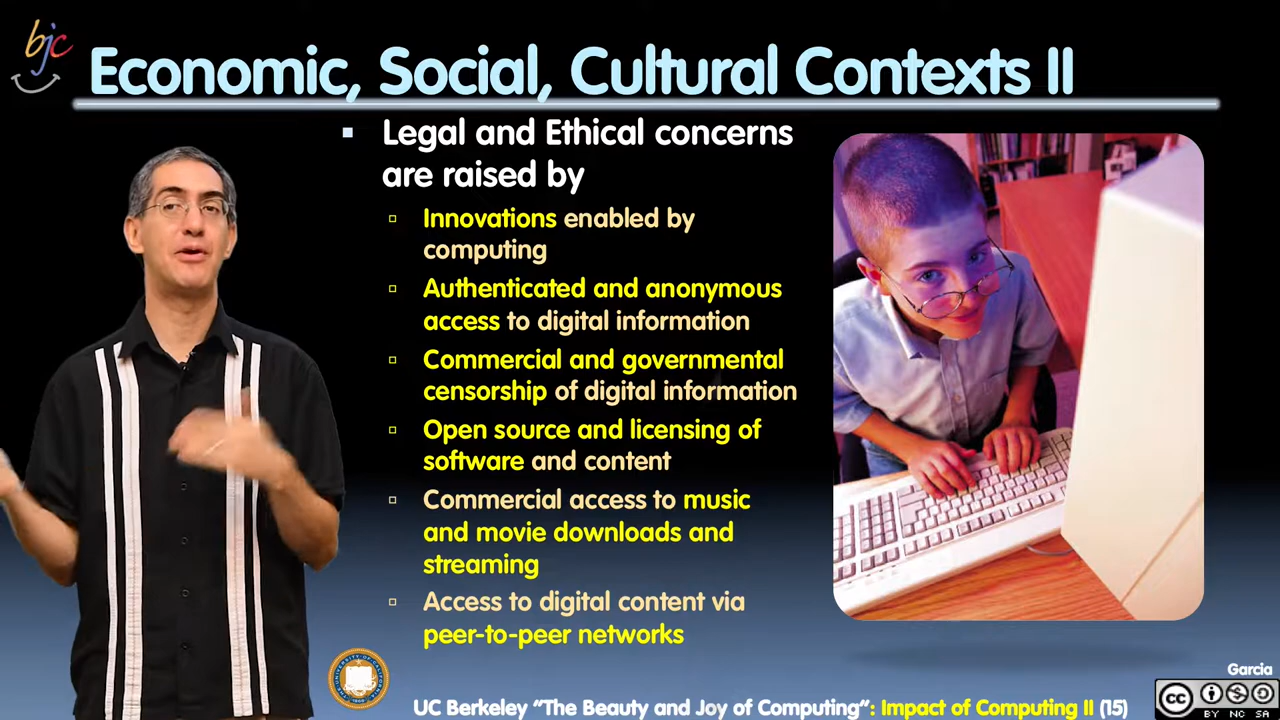 bjc
Economic, Social, Cultural Contexts II
▪ Legal and Ethical concerns
are raised by
▫ Innovations enabled by
computing
▫ Authenticated and anonymous
access to digital information
▫ Commercial and governmental
censorship of digital information
▫ Open source and licensing of
software and content
▫ Commercial access to music
and movie downloads and
streaming
▫ Access to digital content via
peer-to-peer networks
Garcia
UC Berkeley "The Beauty and Joy of Computing": Impact of Computing II (15)
cc
BY NC SA